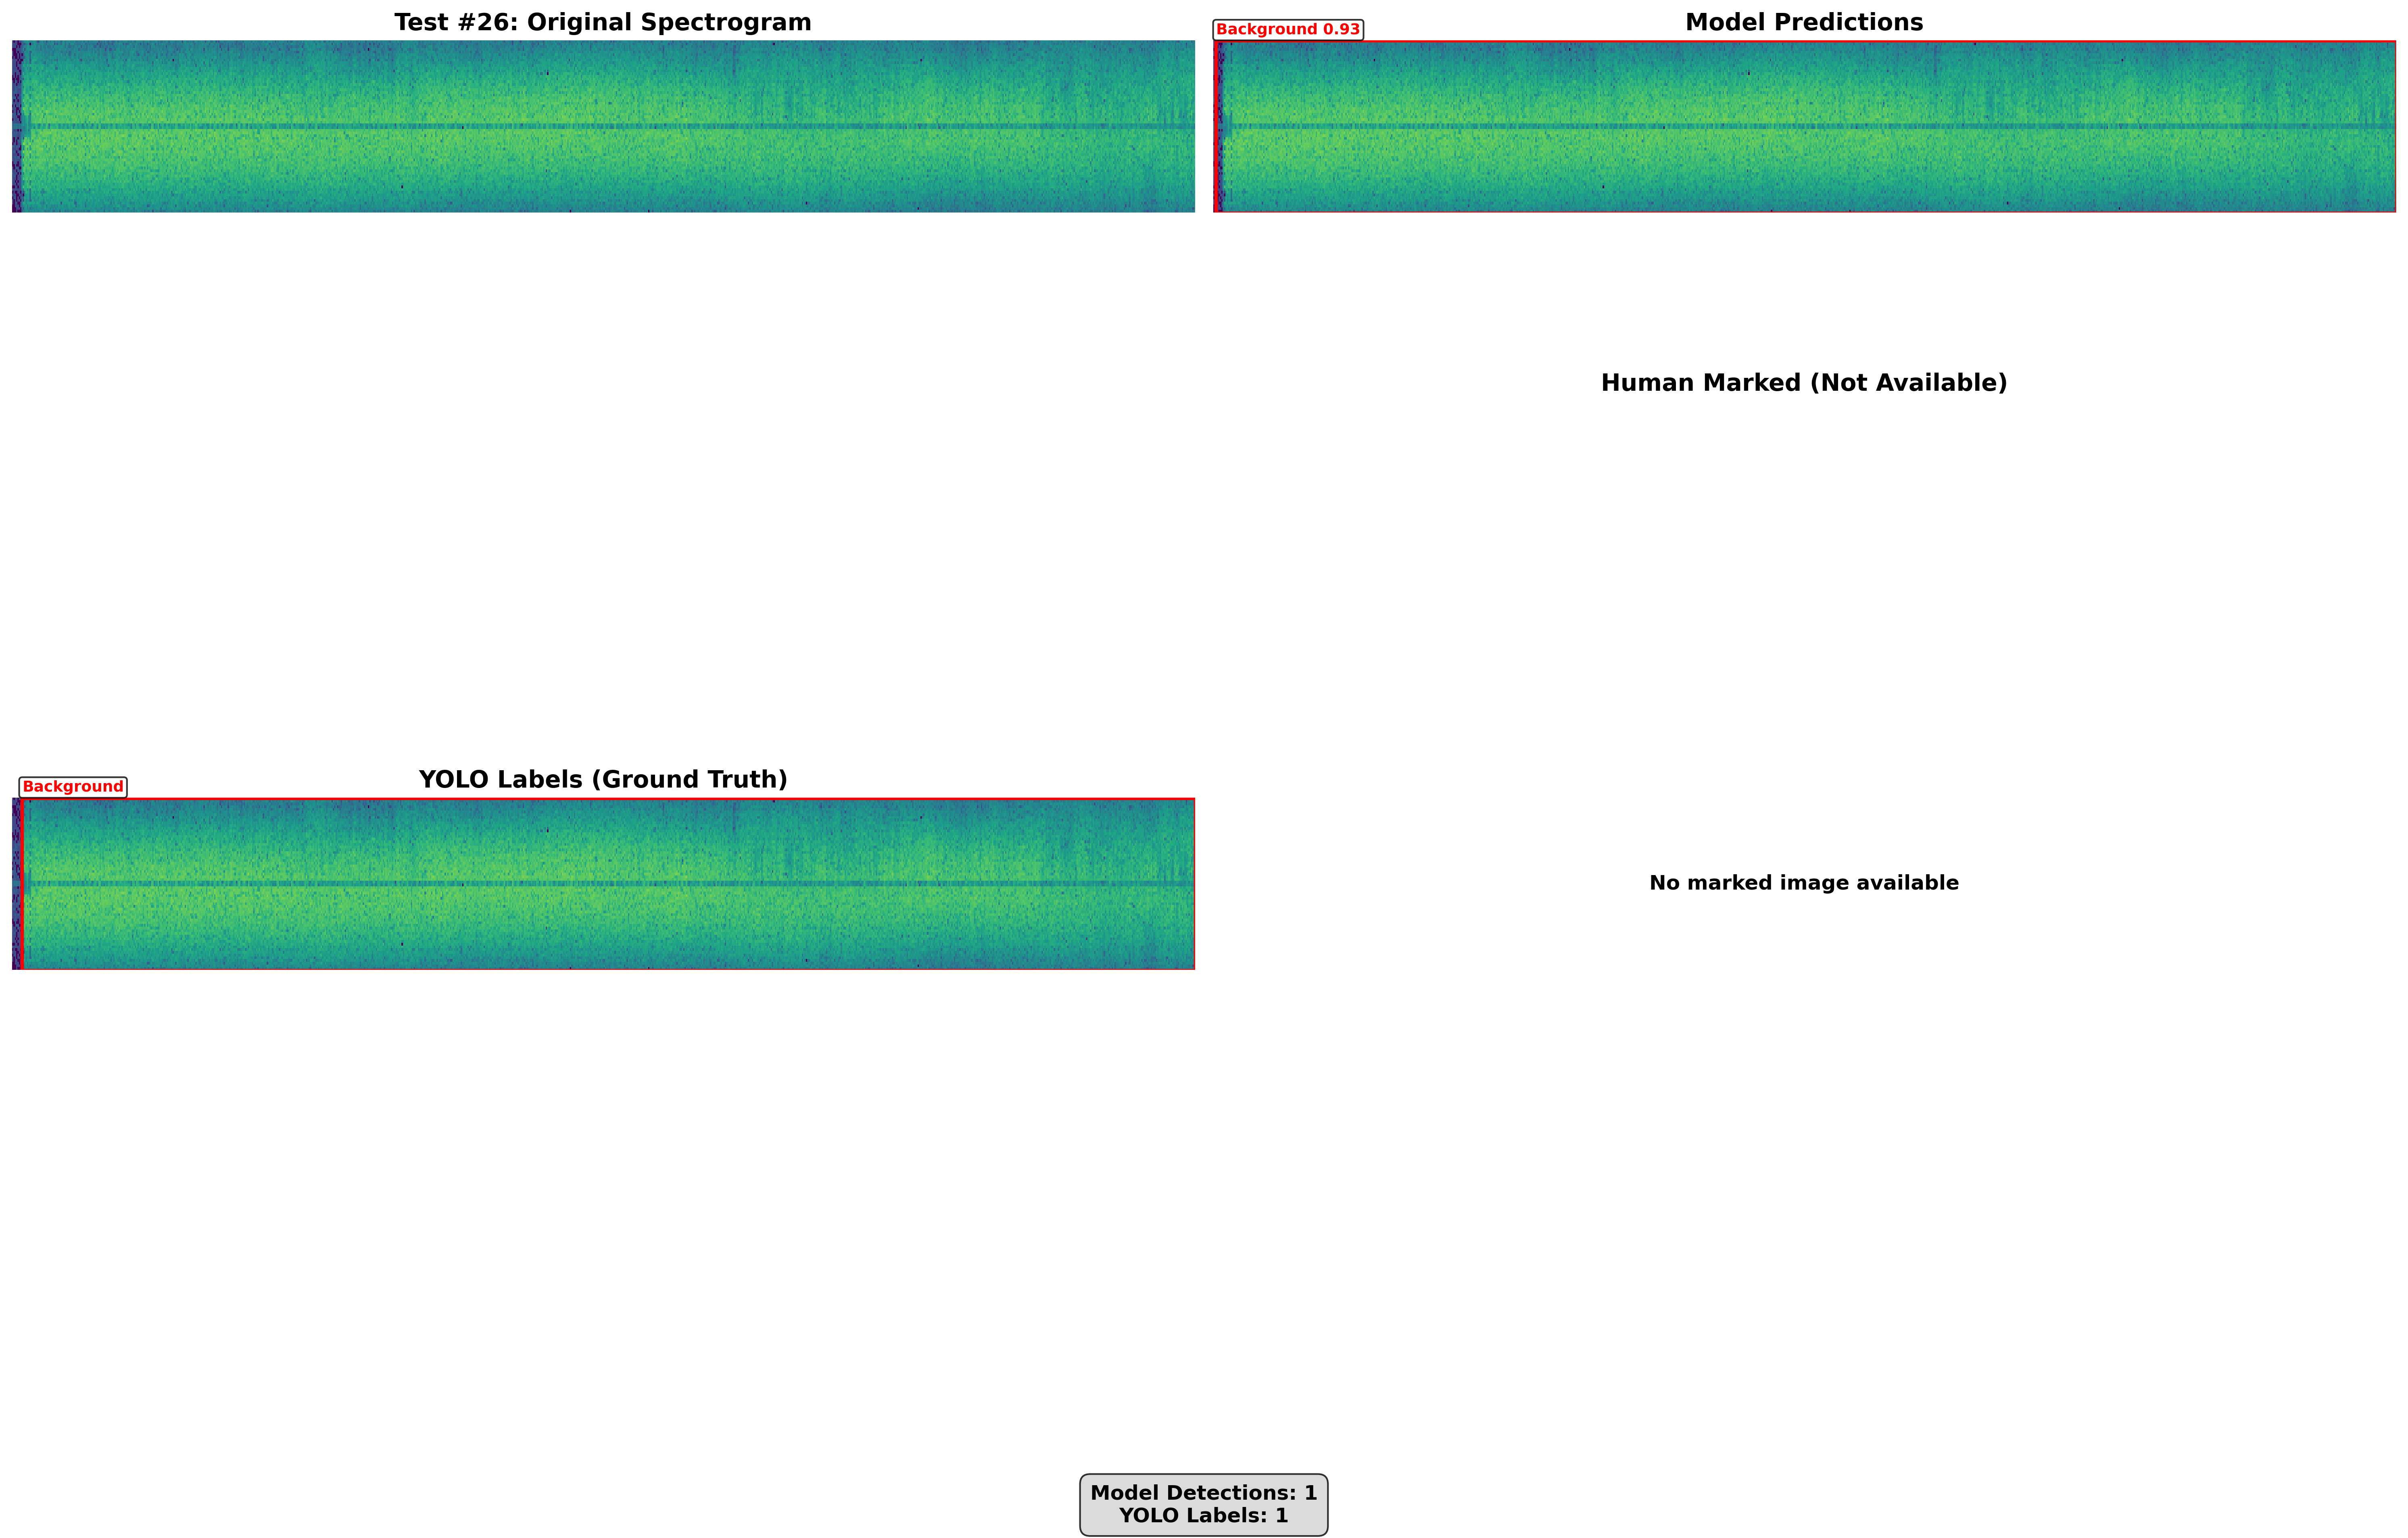 Test #26: Original Spectrogram
Model Predictions
Background 0.93
Human Marked (Not Available)
YOLO Labels (Ground Truth)
Background
No marked image available
Model Detections: 1
YOLO Labels: 1